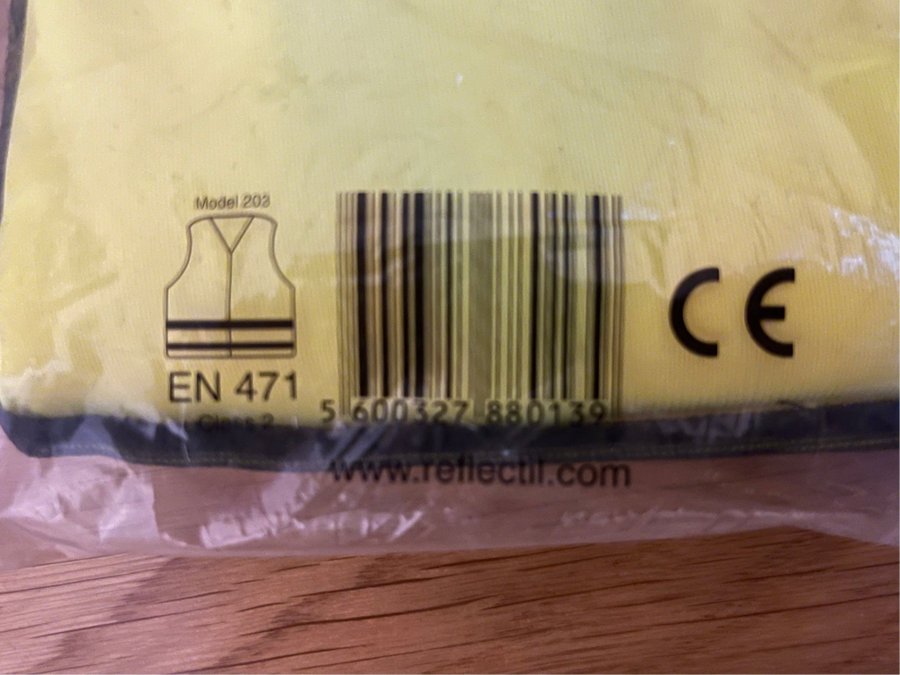 Model 203
EN 471
Class 2
5 600327 880139
CE
www.reflectil.com